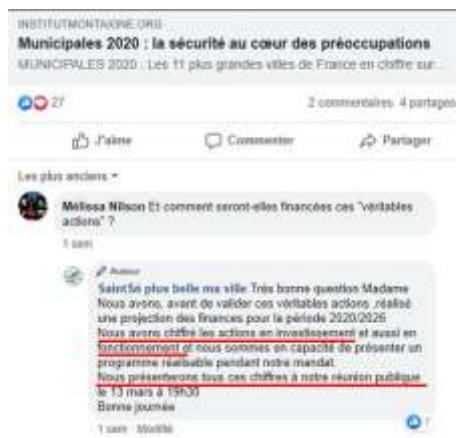 INSTITUTMONTAIGNE.ORG
Municipales 2020 : la sécurité au cœur des préoccupations
MUNICIPALES 2020 . Les 11 plus grandes villes de France en chiffre sur...
27
2 commentaires 4 partages
J'aime Commenter Partager
Les plus anciens
Mélissa Nilson Et comment seront-elles financées ces "véritables
actions" ?
1 sem
Auteur
SaintSé plus belle ma ville Très bonne question Madame
Nous avons, avant de valider ces véritables actions ,réalisé
une projection des finances pour la période 2020/2026
Nous avons chiffré les actions en investissement et aussi en
fonctionnement et nous sommes en capacité de présenter un
programme réalisable pendant notre mandat.
Nous présenterons tous ces chiffres à notre réunion publique
le 13 mars à 19h30
Bonne journée
1 sem Modifié
1